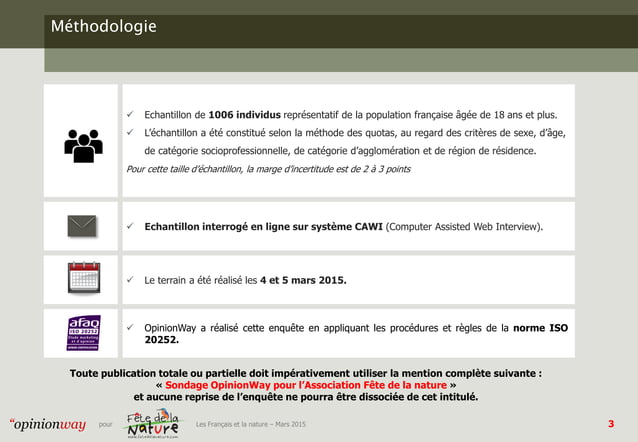 Méthodologie
✓ Echantillon de 1006 individus représentatif de la population française âgée de 18 ans et plus.
✓ L'échantillon a été constitué selon la méthode des quotas, au regard des critères de sexe, d'âge,
de catégorie socioprofessionnelle, de catégorie d'agglomération et de région de résidence.
Pour cette taille d'échantillon, la marge d'incertitude est de 2 à 3 points
✓ Echantillon interrogé en ligne sur système CAWI (Computer Assisted Web Interview).
✓ Le terrain a été réalisé les 4 et 5 mars 2015.
afaq
ISO 20252
Etude marketing
et d'opinion
AFNOR CERTIFICATION
✓ OpinionWay a réalisé cette enquête en appliquant les procédures et règles de la norme ISO
20252.
Toute publication totale ou partielle doit impérativement utiliser la mention complète suivante :
« Sondage OpinionWay pour l'Association Fête de la nature »
et aucune reprise de l'enquête ne pourra être dissociée de cet intitulé.
“opinionway
pour
Fête de la
Nature
www.fetedelanature.com
Les Français et la nature – Mars 2015
3